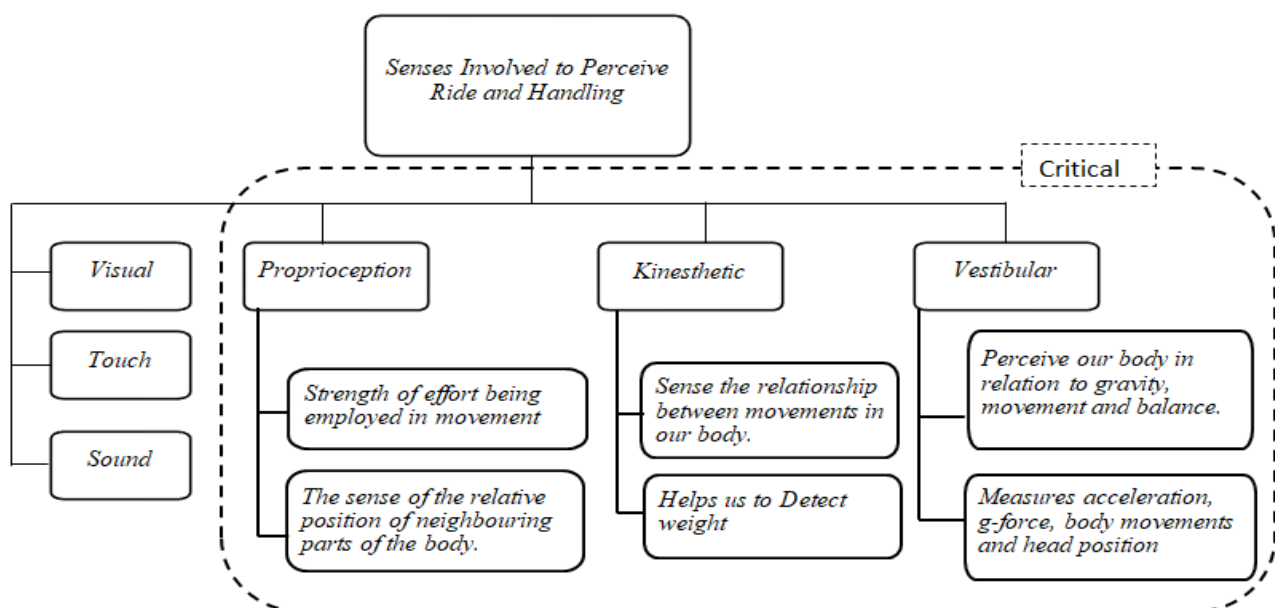 Senses Involved to Perceive
Ride and Handling
Critical
Visual
Touch
Sound
Proprioception
Strength of effort being
employed in movement
The sense of the relative
position of neighbouring
parts of the body.
Kinesthetic
Sense the relationship
between movements in
our body.
Helps us to Detect
weight
Vestibular
Perceive our body in
relation to gravity,
movement and balance.
Measures acceleration,
g-force, body movements
and head position